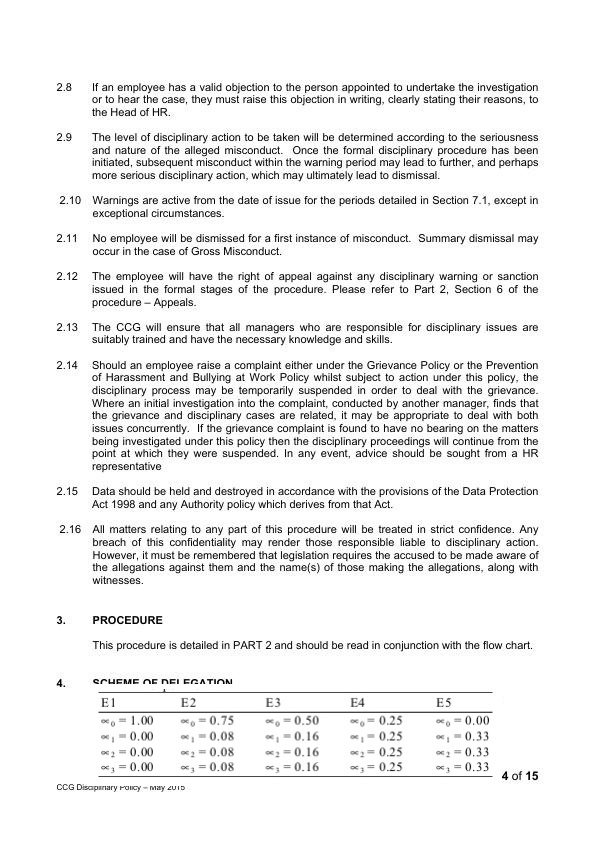 2.8 If an employee has a valid objection to the person appointed to undertake the investigation
or to hear the case, they must raise this objection in writing, clearly stating their reasons, to
the Head of HR.
2.9 The level of disciplinary action to be taken will be determined according to the seriousness
and nature of the alleged misconduct. Once the formal disciplinary procedure has been
initiated, subsequent misconduct within the warning period may lead to further, and perhaps
more serious disciplinary action, which may ultimately lead to dismissal.
2.10 Warnings are active from the date of issue for the periods detailed in Section 7.1, except in
exceptional circumstances.
2.11 No employee will be dismissed for a first instance of misconduct. Summary dismissal may
occur in the case of Gross Misconduct.
2.12 The employee will have the right of appeal against any disciplinary warning or sanction
issued in the formal stages of the procedure. Please refer to Part 2, Section 6 of the
procedure – Appeals.
2.13 The CCG will ensure that all managers who are responsible for disciplinary issues are
suitably trained and have the necessary knowledge and skills.
2.14 Should an employee raise a complaint either under the Grievance Policy or the Prevention
of Harassment and Bullying at Work Policy whilst subject to action under this policy, the
disciplinary process may be temporarily suspended in order to deal with the grievance.
Where an initial investigation into the complaint, conducted by another manager, finds that
the grievance and disciplinary cases are related, it may be appropriate to deal with both
issues concurrently. If the grievance complaint is found to have no bearing on the matters
being investigated under this policy then the disciplinary proceedings will continue from the
point at which they were suspended. In any event, advice should be sought from a HR
representative
2.15 Data should be held and destroyed in accordance with the provisions of the Data Protection
Act 1998 and any Authority policy which derives from that Act.
2.16 All matters relating to any part of this procedure will be treated in strict confidence. Any
breach of this confidentiality may render those responsible liable to disciplinary action.
However, it must be remembered that legislation requires the accused to be made aware of
the allegations against them and the name(s) of those making the allegations, along with
witnesses.
3. PROCEDURE
This procedure is detailed in PART 2 and should be read in conjunction with the flow chart.
4. SCHEME OF DELEGATION
E1 E2 E3 E4 E5
∝₀ = 1.00 ∝₀ = 0.75 ∝₀ = 0.50 ∝₀ = 0.25 ∝₀ = 0.00
∝₁ = 0.00 ∝₁ = 0.08 ∝₁ = 0.16 ∝₁ = 0.25 ∝₁ = 0.33
∝₂ = 0.00 ∝₂ = 0.08 ∝₂ = 0.16 ∝₂ = 0.25 ∝₂ = 0.33
∝₃ = 0.00 ∝₃ = 0.08 ∝₃ = 0.16 ∝₃ = 0.25 ∝₃ = 0.33
4 of 15
CCG Disciplinary Policy – May 2015